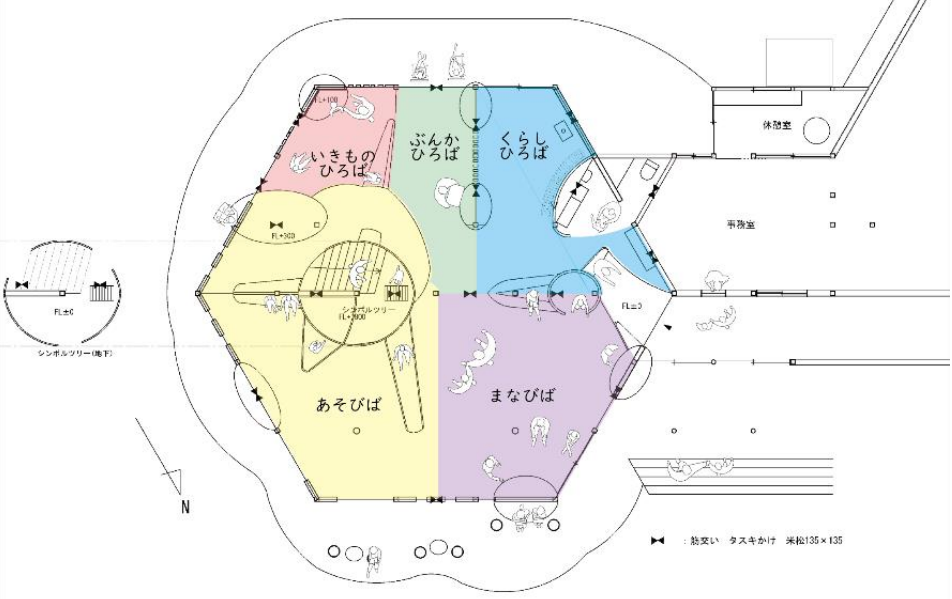 FL+100
いきもの
ひろば
ぶんか
ひろば
くらし
ひろば
休憩室
事務室
FL+300
シンボルツリー
FL±0
FL±0
シンボルツリー(地下)
あそびば
まなびば
N
：筋交い　タスキかけ　米松135×135